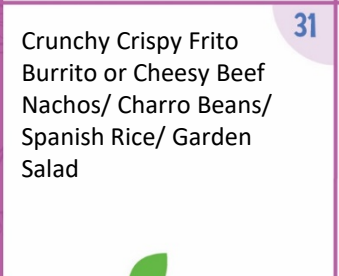 31
Crunchy Crispy Frito
Burrito or Cheesy Beef
Nachos/ Charro Beans/
Spanish Rice/ Garden
Salad